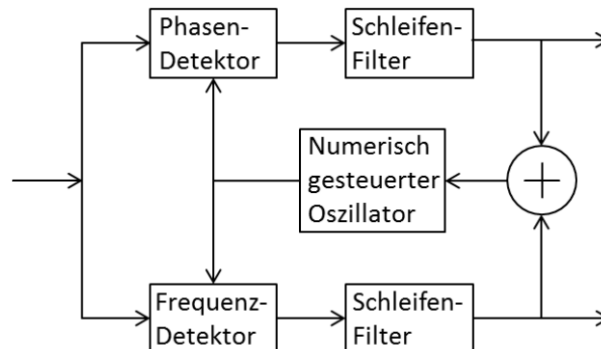 Phasen-
Detektor
Schleifen-
Filter
Numerisch
gesteuerter
Oszillator
Frequenz-
Detektor
Schleifen-
Filter